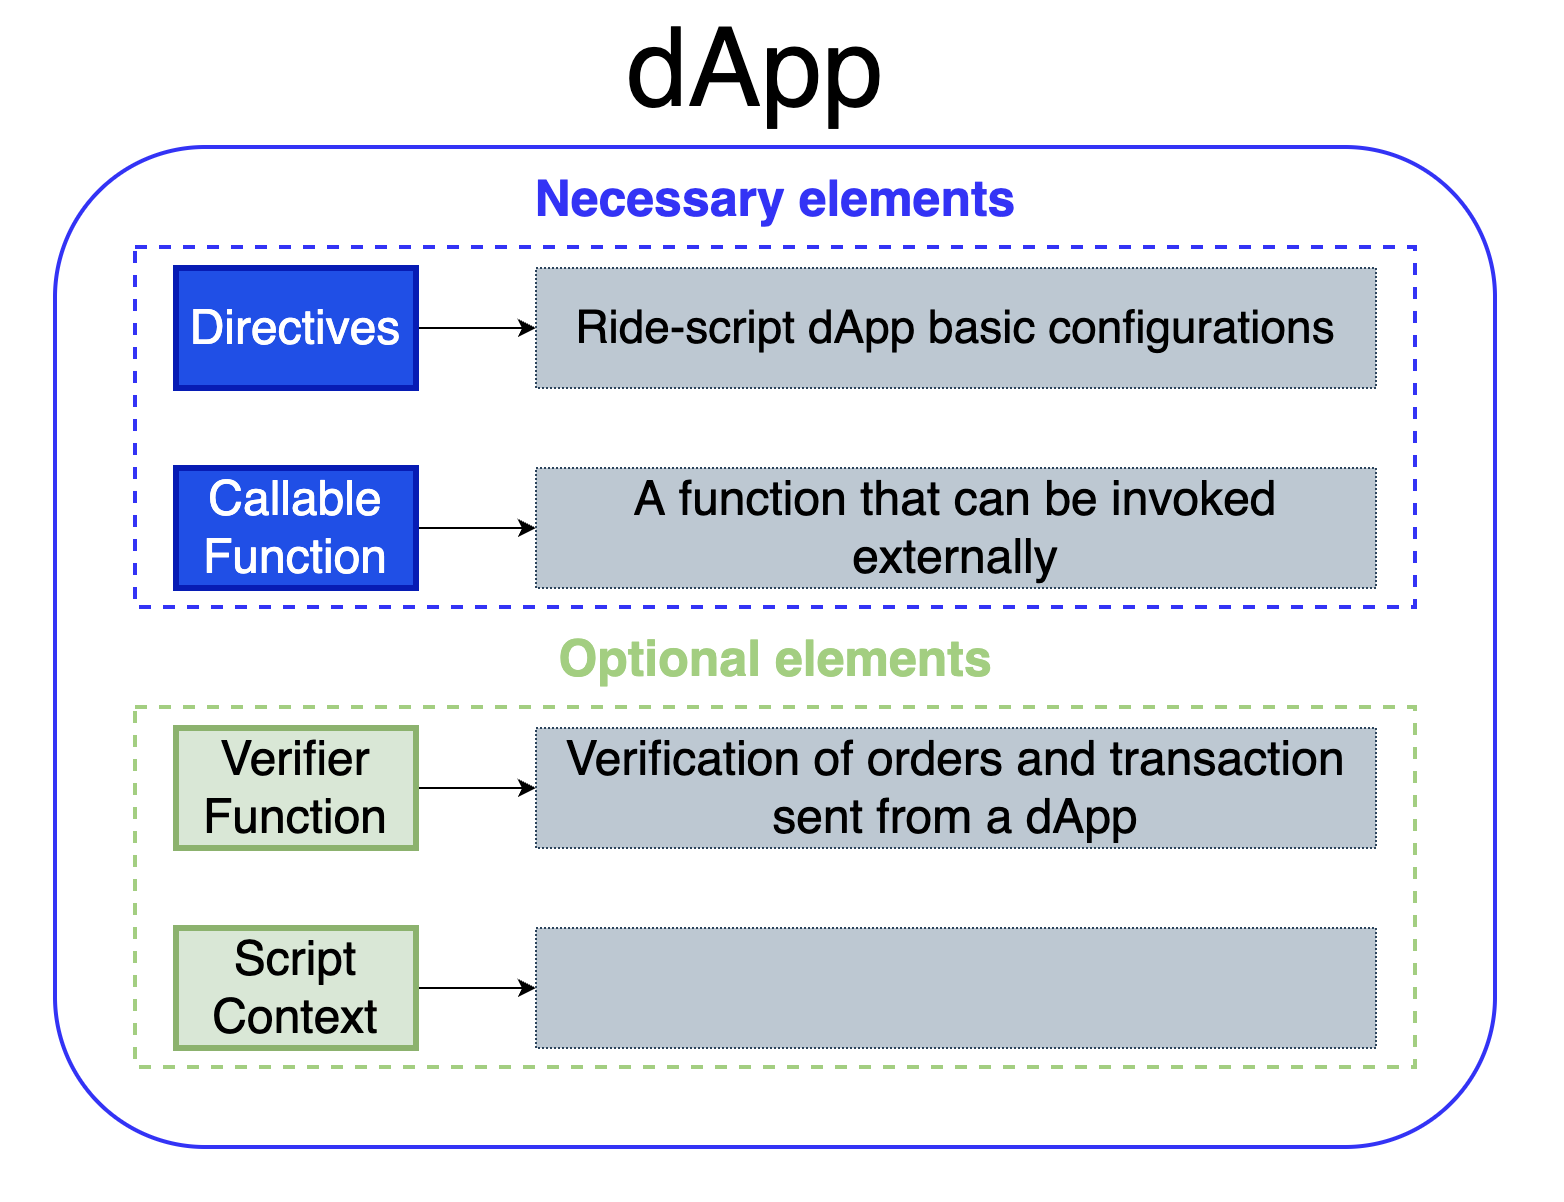 dApp
Necessary elements
Directives
Ride-script dApp basic configurations
Callable
Function
A function that can be invoked
externally
Optional elements
Verifier
Function
Verification of orders and transaction
sent from a dApp
Script
Context